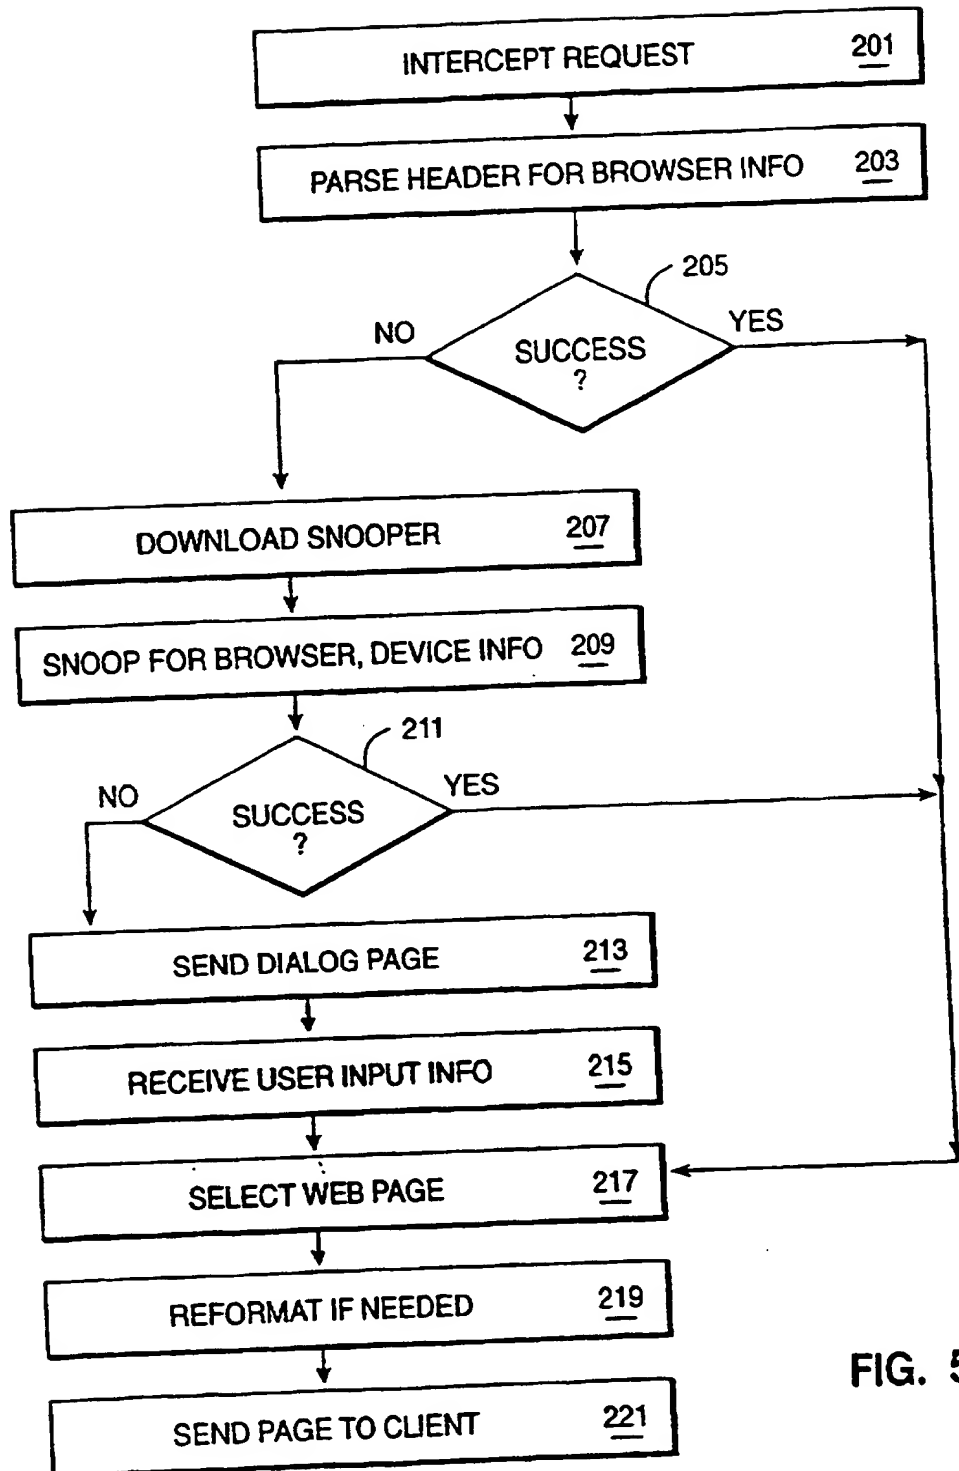 INTERCEPT REQUEST 201
PARSE HEADER FOR BROWSER INFO 203
205
NO
YES
SUCCESS
?
DOWNLOAD SNOOPER 207
SNOOP FOR BROWSER, DEVICE INFO 209
211
NO
YES
SUCCESS
?
SEND DIALOG PAGE 213
RECEIVE USER INPUT INFO 215
SELECT WEB PAGE 217
REFORMAT IF NEEDED 219
FIG. 5
SEND PAGE TO CLIENT 221